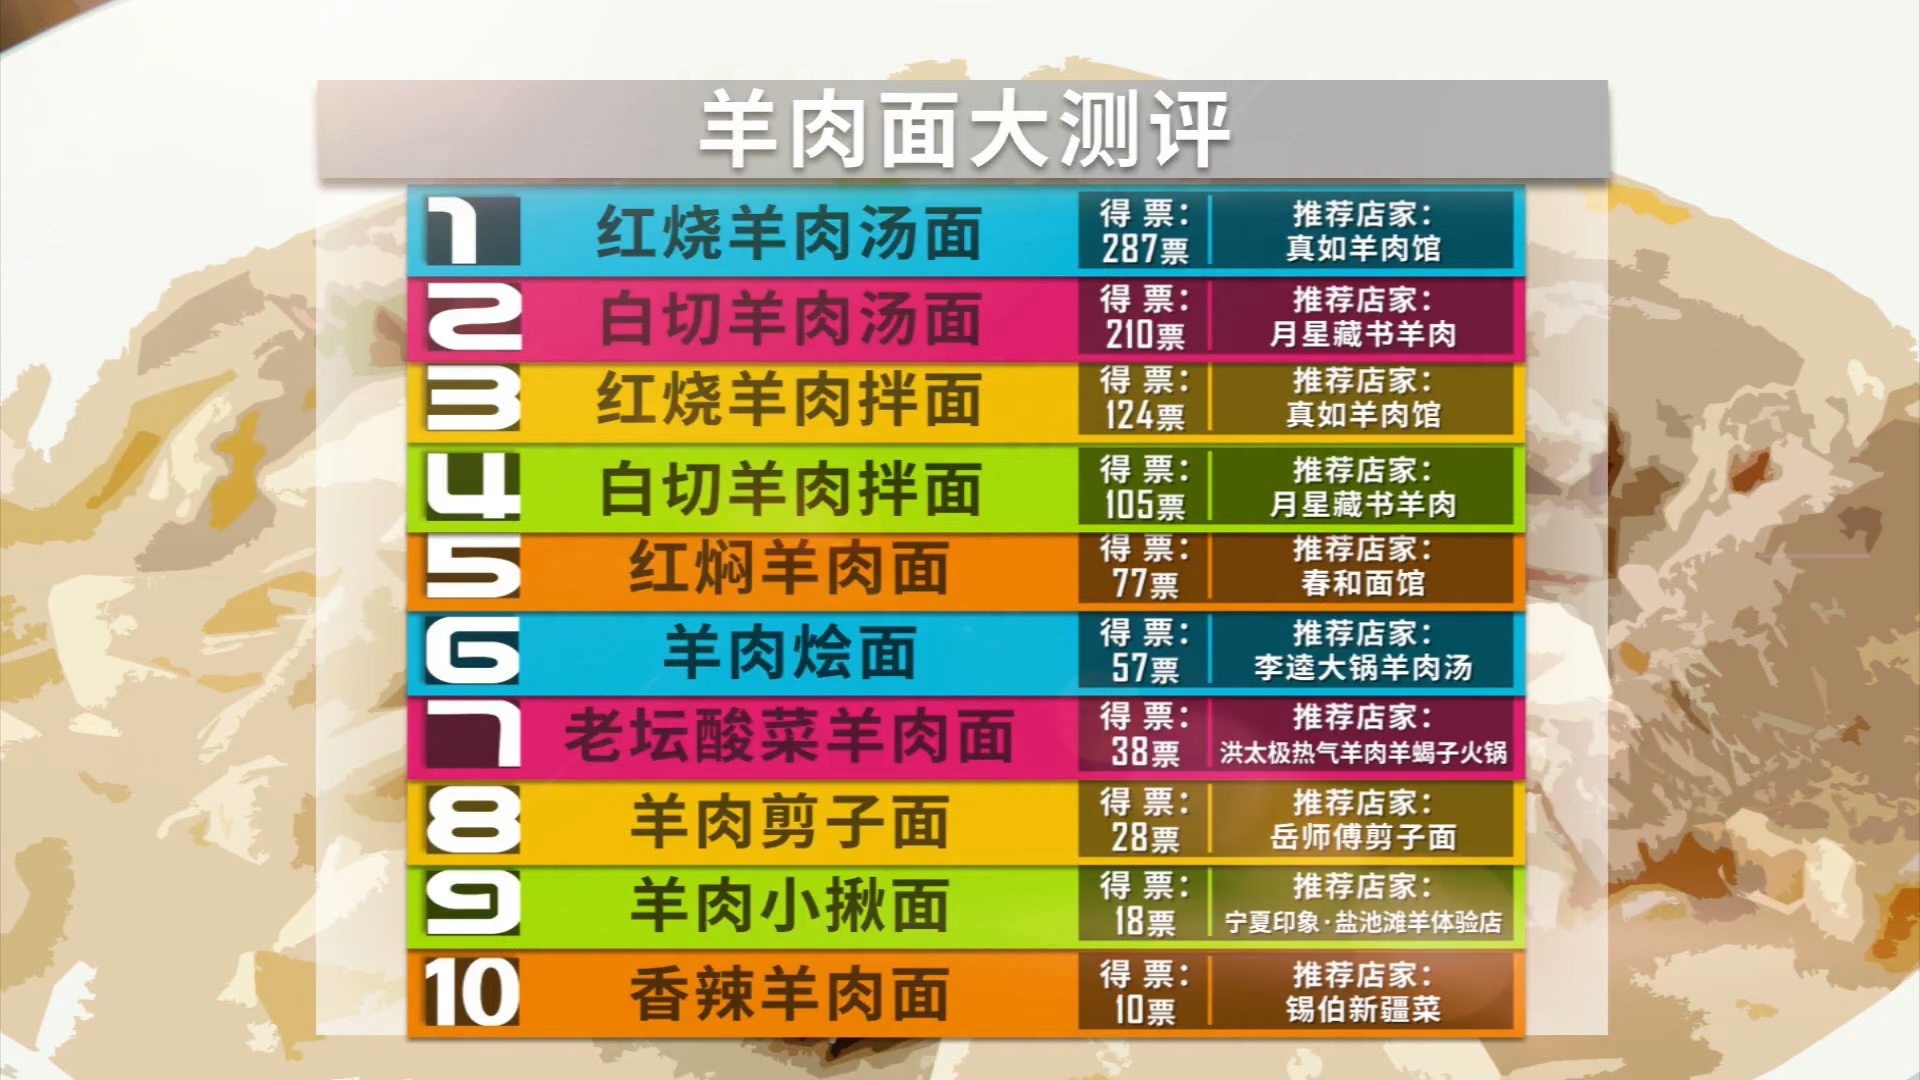 羊肉面大测评
1 红烧羊肉汤面 得票: 推荐店家:
287票 真如羊肉馆
2 白切羊肉汤面 得票: 推荐店家:
210票 月星藏书羊肉
3 红烧羊肉拌面 得票: 推荐店家:
124票 真如羊肉馆
4 白切羊肉拌面 得票: 推荐店家:
105票 月星藏书羊肉
5 红焖羊肉面 得票: 推荐店家:
77票 春和面馆
6 羊肉烩面 得票: 推荐店家:
57票 李逵大锅羊肉汤
7 老坛酸菜羊肉面 得票: 推荐店家:
38票 洪太极热气羊肉羊蝎子火锅
8 羊肉剪子面 得票: 推荐店家:
28票 岳师傅剪子面
9 羊肉小揪面 得票: 推荐店家:
18票 宁夏印象·盐池滩羊体验店
10 香辣羊肉面 得票: 推荐店家:
10票 锡伯新疆菜